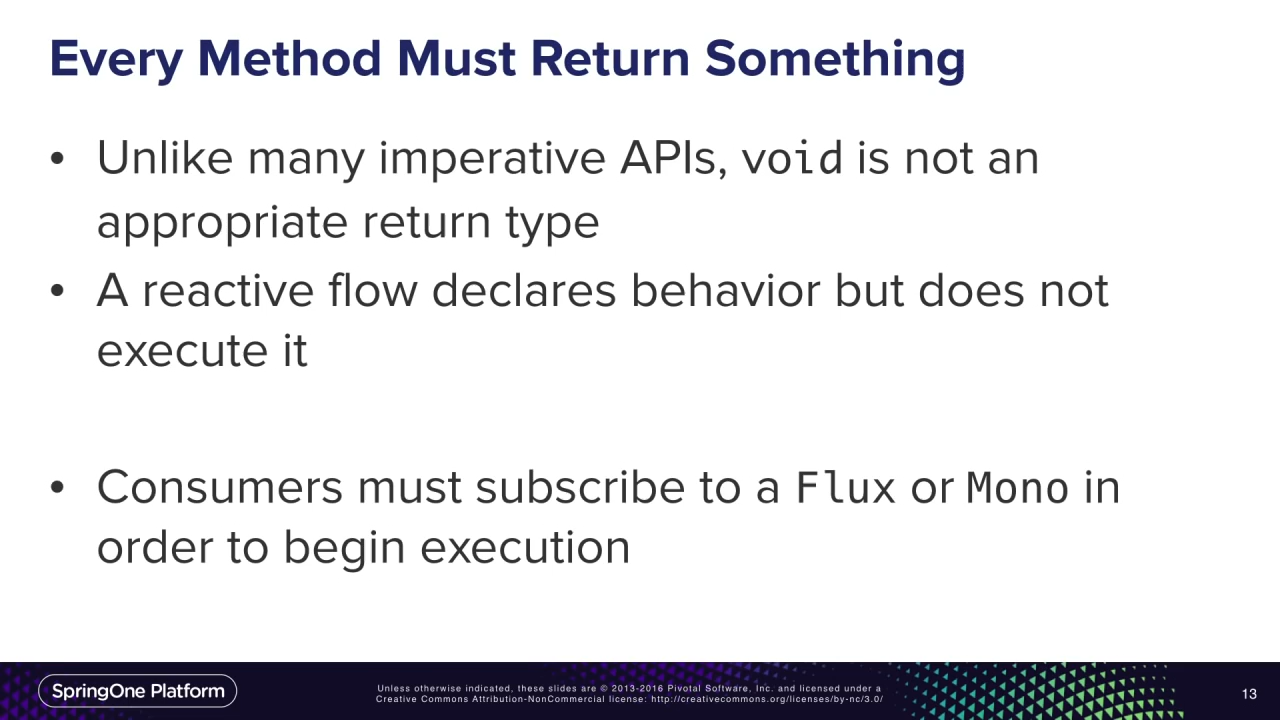 Every Method Must Return Something
• Unlike many imperative APIs, void is not an
appropriate return type
• A reactive flow declares behavior but does not
execute it
• Consumers must subscribe to a Flux or Mono in
order to begin execution
SpringOne Platform
Unless otherwise indicated, these slides are © 2013-2016 Pivotal Software, Inc. and licensed under a
Creative Commons Attribution-NonCommercial license: http://creativecommons.org/licenses/by-nc/3.0/
13